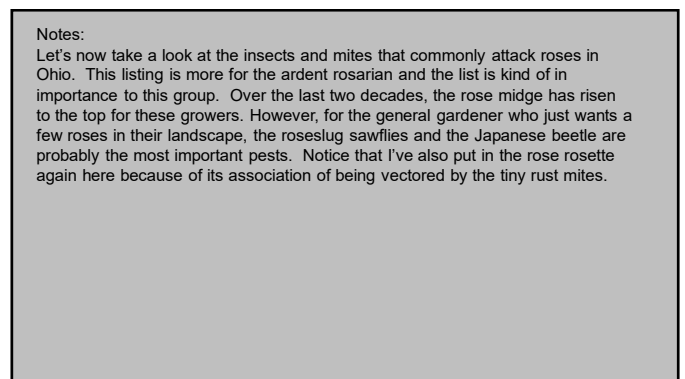 Notes:
Let's now take a look at the insects and mites that commonly attack roses in
Ohio.  This listing is more for the ardent rosarian and the list is kind of in
importance to this group.  Over the last two decades, the rose midge has risen
to the top for these growers. However, for the general gardener who just wants a
few roses in their landscape, the roseslug sawflies and the Japanese beetle are
probably the most important pests.  Notice that I've also put in the rose rosette
again here because of its association of being vectored by the tiny rust mites.